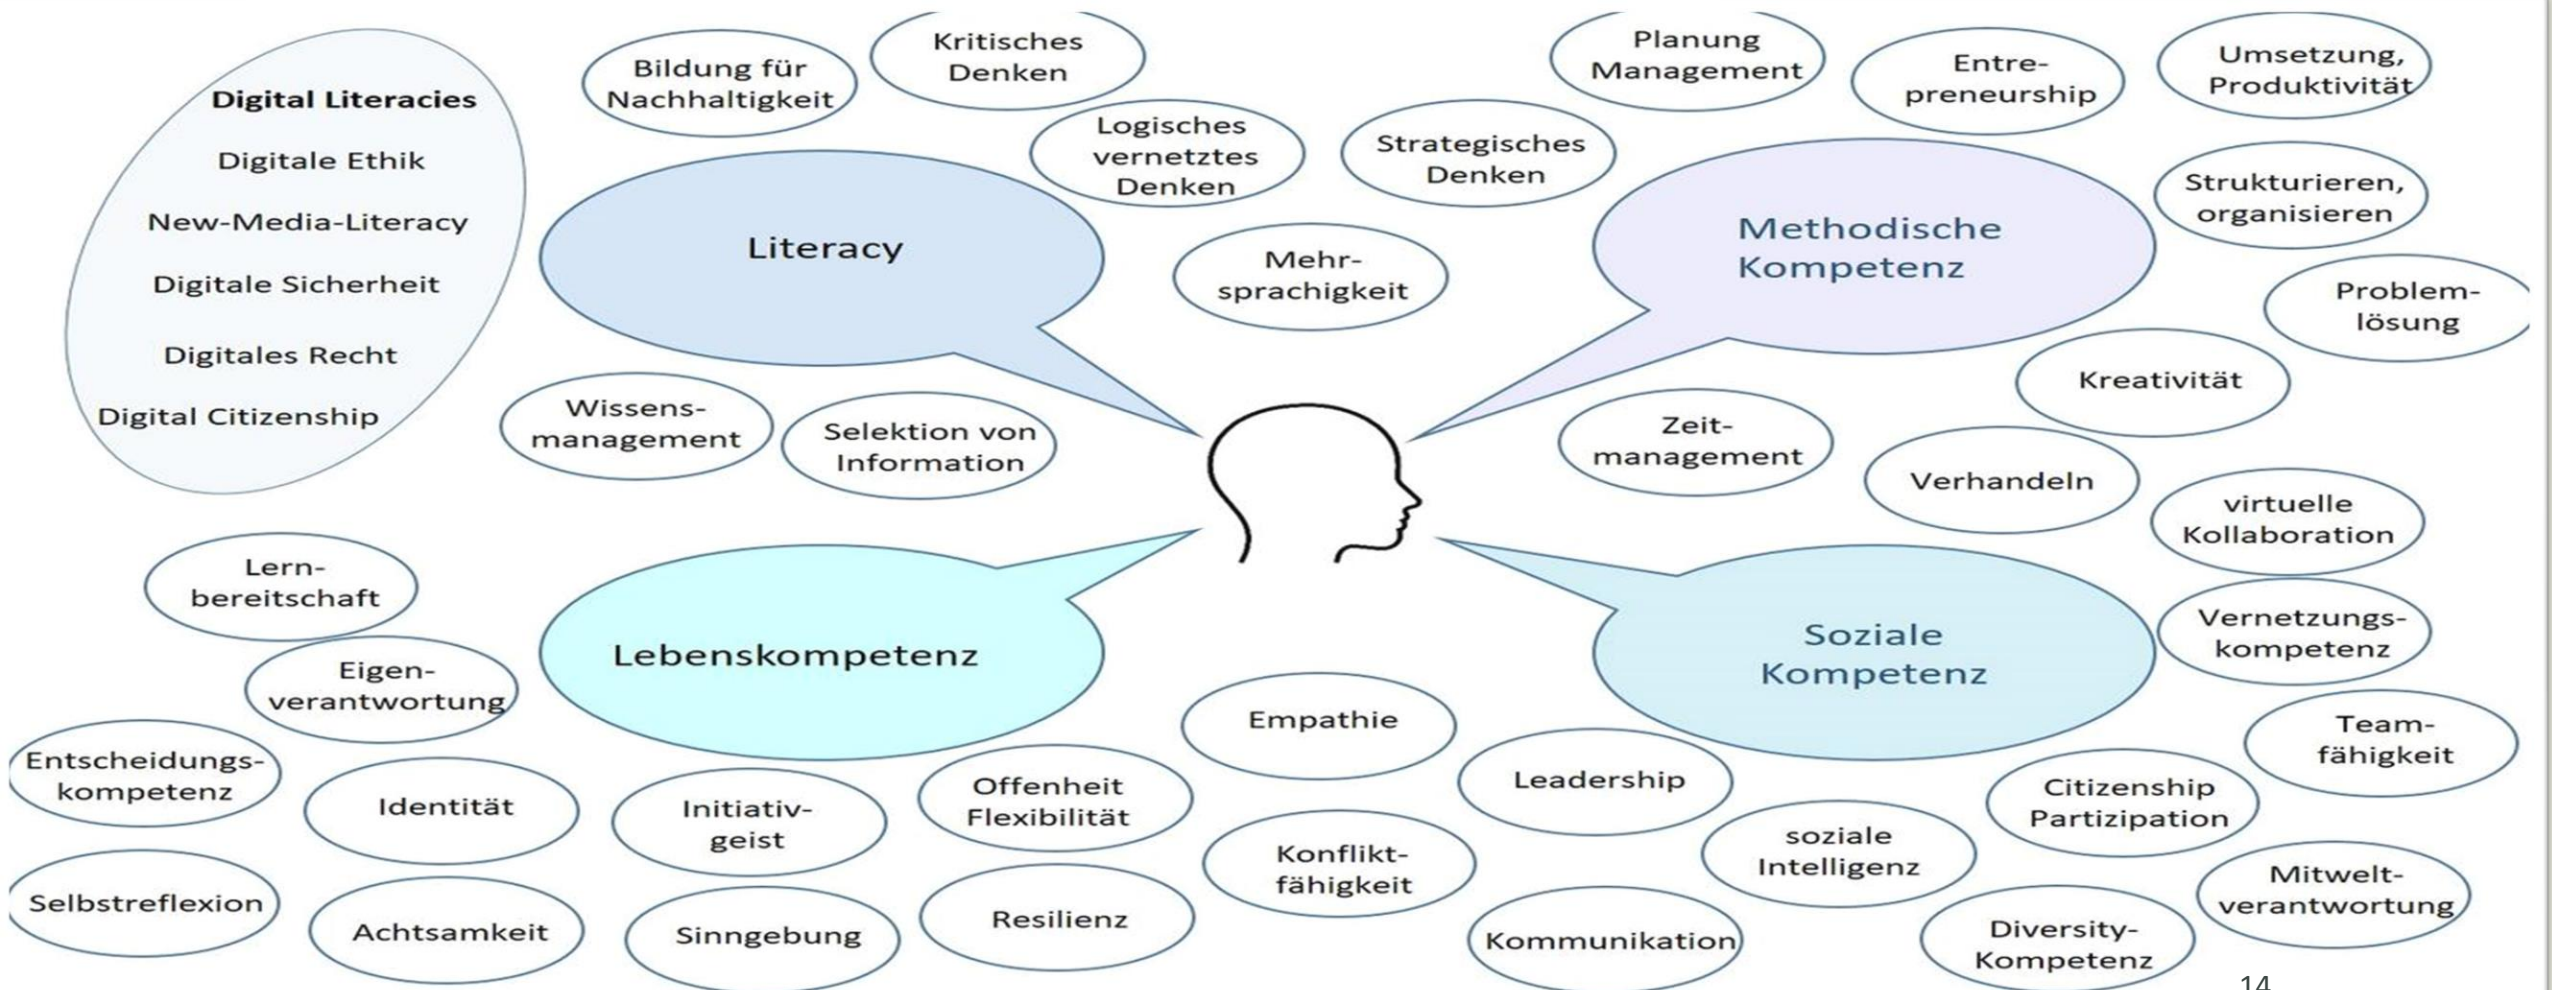 Digital Literacies
Digitale Ethik
New-Media-Literacy
Digitale Sicherheit
Digitales Recht
Digital Citizenship
Bildung für
Nachhaltigkeit
Kritisches
Denken
Logisches
vernetztes
Denken
Literacy
Mehr-
sprachigkeit
Wissens-
management
Selektion von
Information
Strategisches
Denken
Planung
Management
Entre-
preneurship
Umsetzung,
Produktivität
Strukturieren,
organisieren
Methodische
Kompetenz
Problem-
lösung
Kreativität
Zeit-
management
Verhandeln
virtuelle
Kollaboration
Lern-
bereitschaft
Eigen-
verantwortung
Lebenskompetenz
Entscheidungs-
kompetenz
Identität
Initiativ-
geist
Offenheit
Flexibilität
Selbstreflexion
Achtsamkeit
Sinngebung
Resilienz
Soziale
Kompetenz
Vernetzungs-
kompetenz
Team-
fähigkeit
Empathie
Leadership
Citizenship
Partizipation
soziale
Intelligenz
Konflikt-
fähigkeit
Mitwelt-
verantwortung
Kommunikation
Diversity-
Kompetenz
14